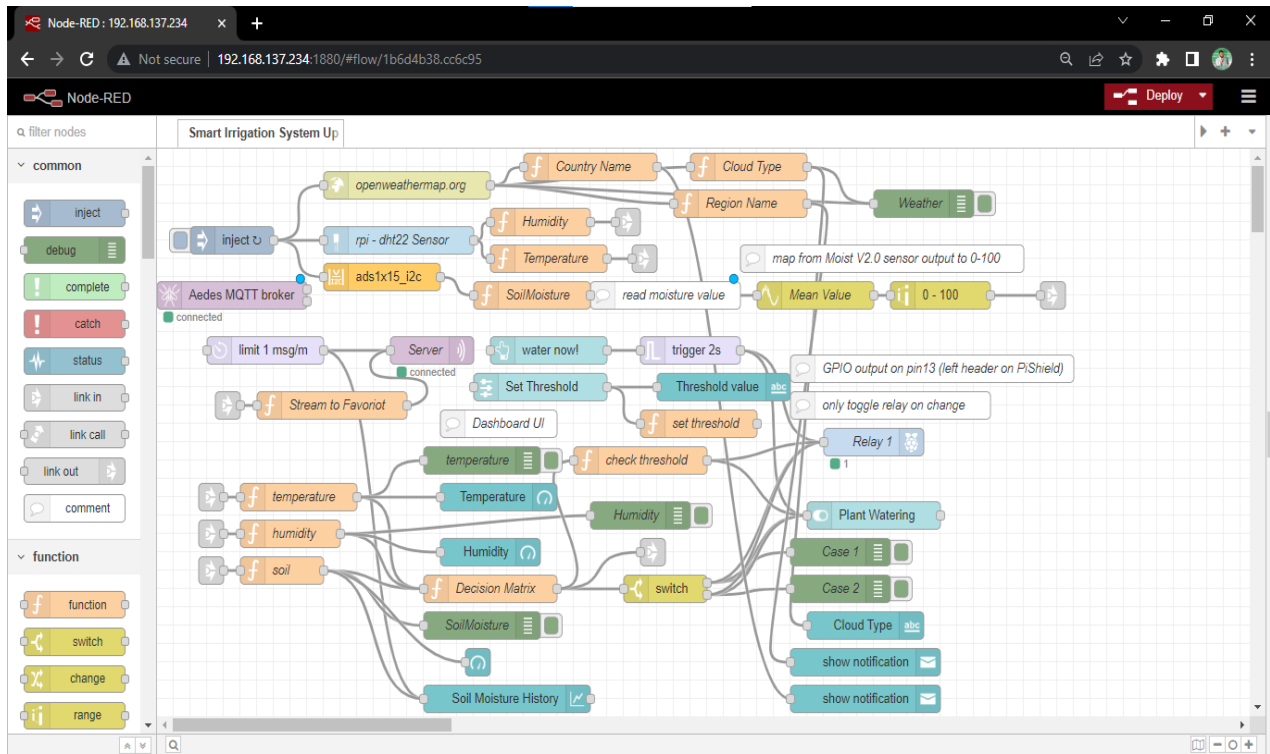 Node-RED : 192.168.137.234
Not secure | 192.168.137.234:1880/#flow/1b6d4b38.cc6c95
Node-RED
Deploy
filter nodes
Smart Irrigation System Up
common
inject
debug
complete
catch
status
link in
link call
link out
comment
function
function
switch
change
range
Country Name
Cloud Type
openweathermap.org
Region Name
Weather
Humidity
inject ↻
rpi - dht22 Sensor
Temperature
map from Moist V2.0 sensor output to 0-100
ads1x15_i2c
Aedes MQTT broker
connected
SoilMoisture
read moisture value
Mean Value
0 - 100
limit 1 msg/m
Server
connected
water now!
trigger 2s
GPIO output on pin13 (left header on PiShield)
Set Threshold
Threshold value
abc
Stream to Favoriot
only toggle relay on change
Dashboard UI
set threshold
Relay 1
1
temperature
check threshold
temperature
Temperature
Humidity
Plant Watering
humidity
Humidity
Case 1
soil
Decision Matrix
switch
Case 2
SoilMoisture
Cloud Type
abc
show notification
Soil Moisture History
show notification